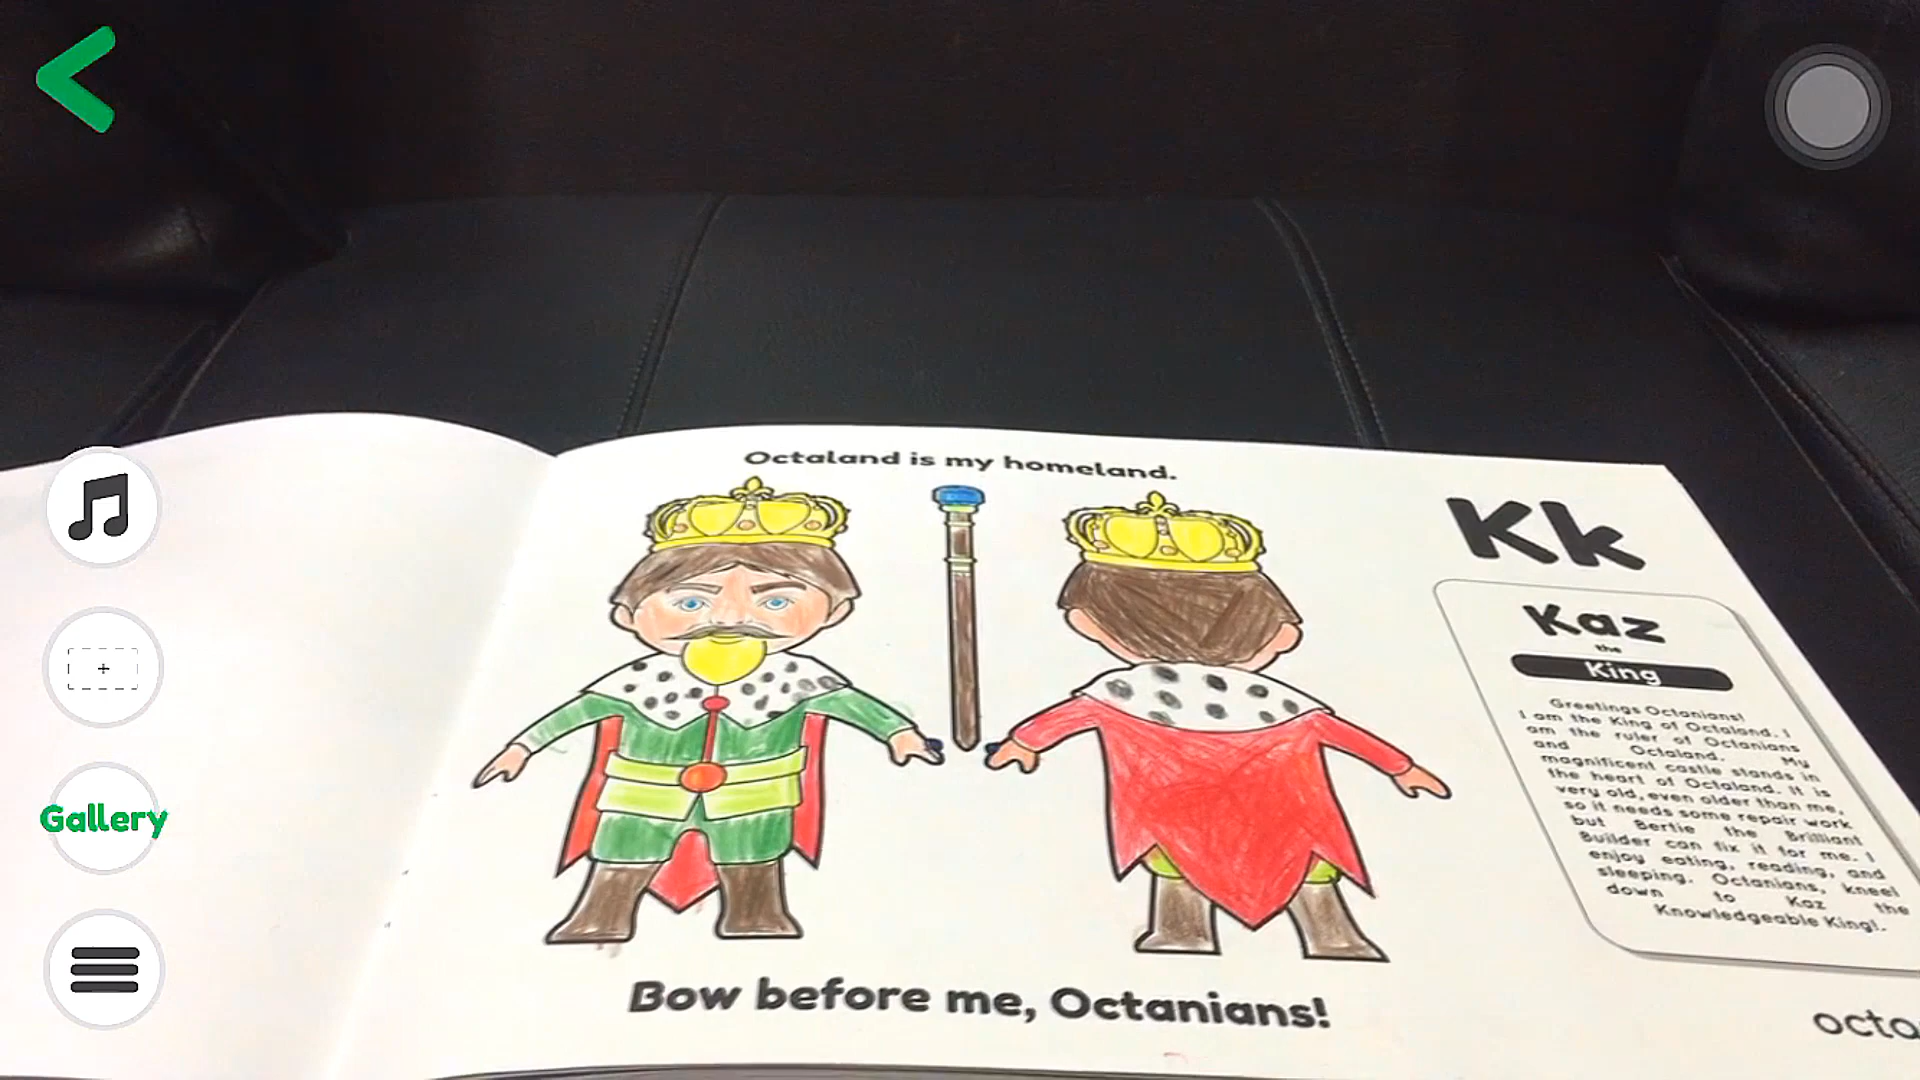 Octaland is my homeland.
Kk
Kaz
the
King
Greetings Octanians!
I am the King of Octaland. I
am the ruler of Octanians
and Octaland. My
magnificent castle stands in
the heart of Octaland. It is
very old, even older than me,
so it needs some repair work
but Bertie the Brilliant
Builder can fix it for me. I
enjoy eating, reading, and
sleeping. Octanians, kneel
down to Kaz the
Knowledgeable King!.
Gallery
Bow before me, Octanians!
octa